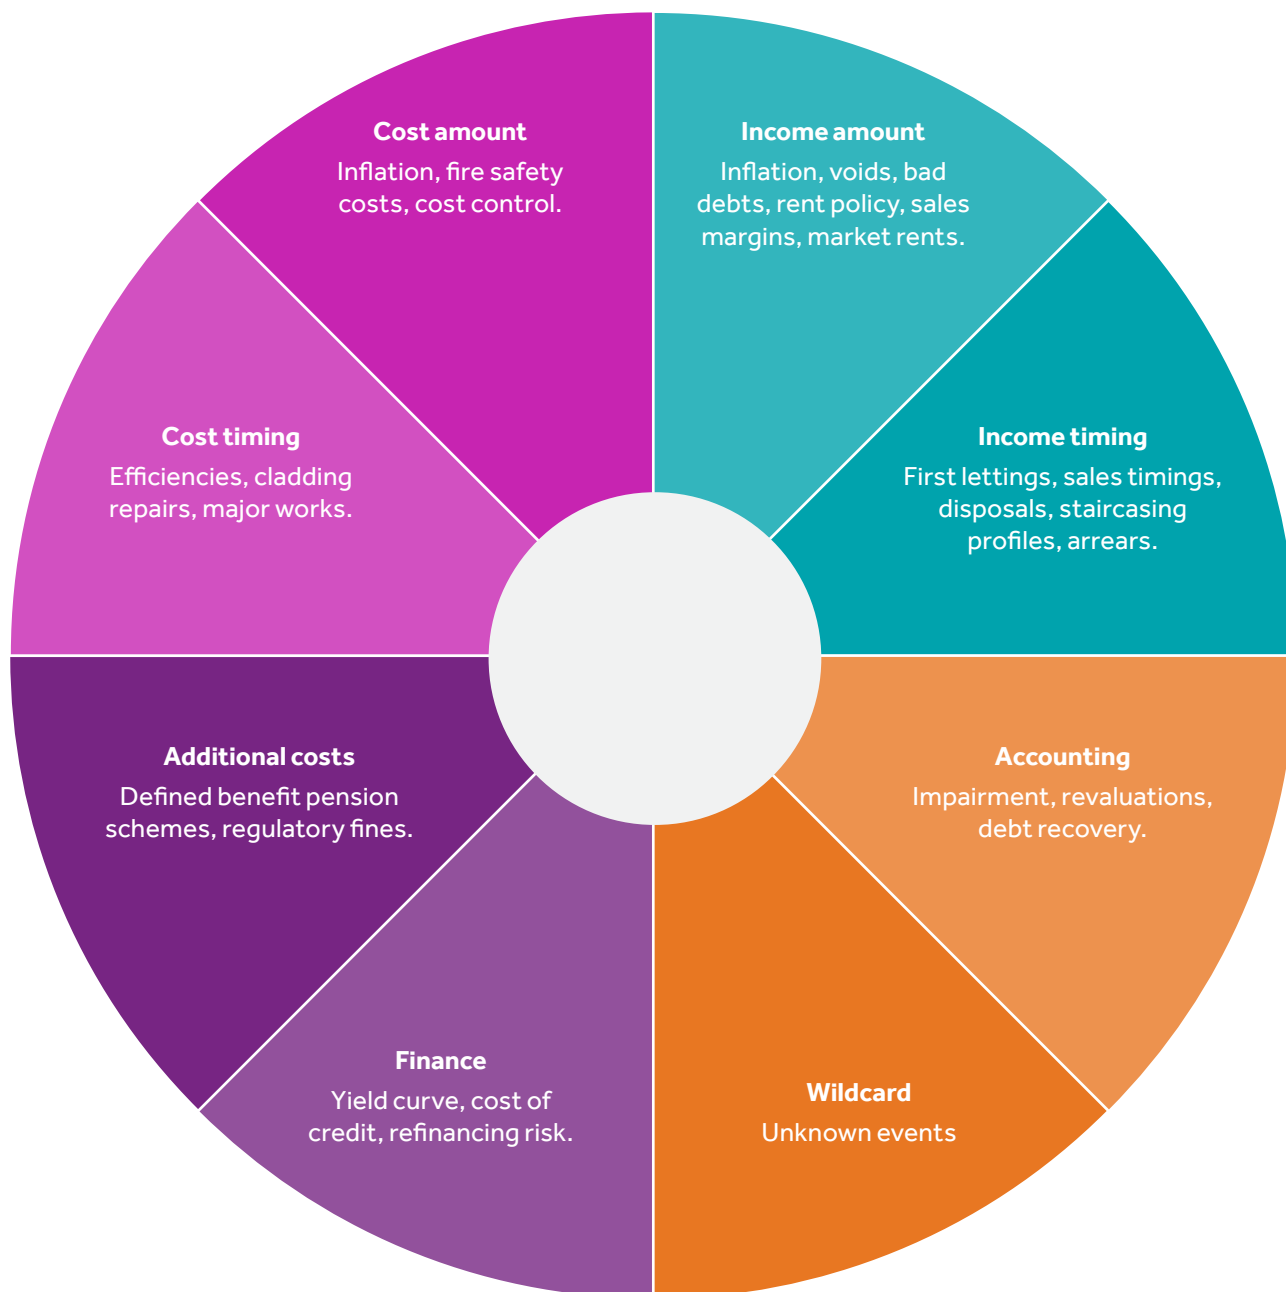 Cost amount
Inflation, fire safety
costs, cost control.
Income amount
Inflation, voids, bad
debts, rent policy, sales
margins, market rents.
Income timing
First lettings, sales timings,
disposals, staircasing
profiles, arrears.
Accounting
Impairment, revaluations,
debt recovery.
Wildcard
Unknown events
Finance
Yield curve, cost of
credit, refinancing risk.
Additional costs
Defined benefit pension
schemes, regulatory fines.
Cost timing
Efficiencies, cladding
repairs, major works.